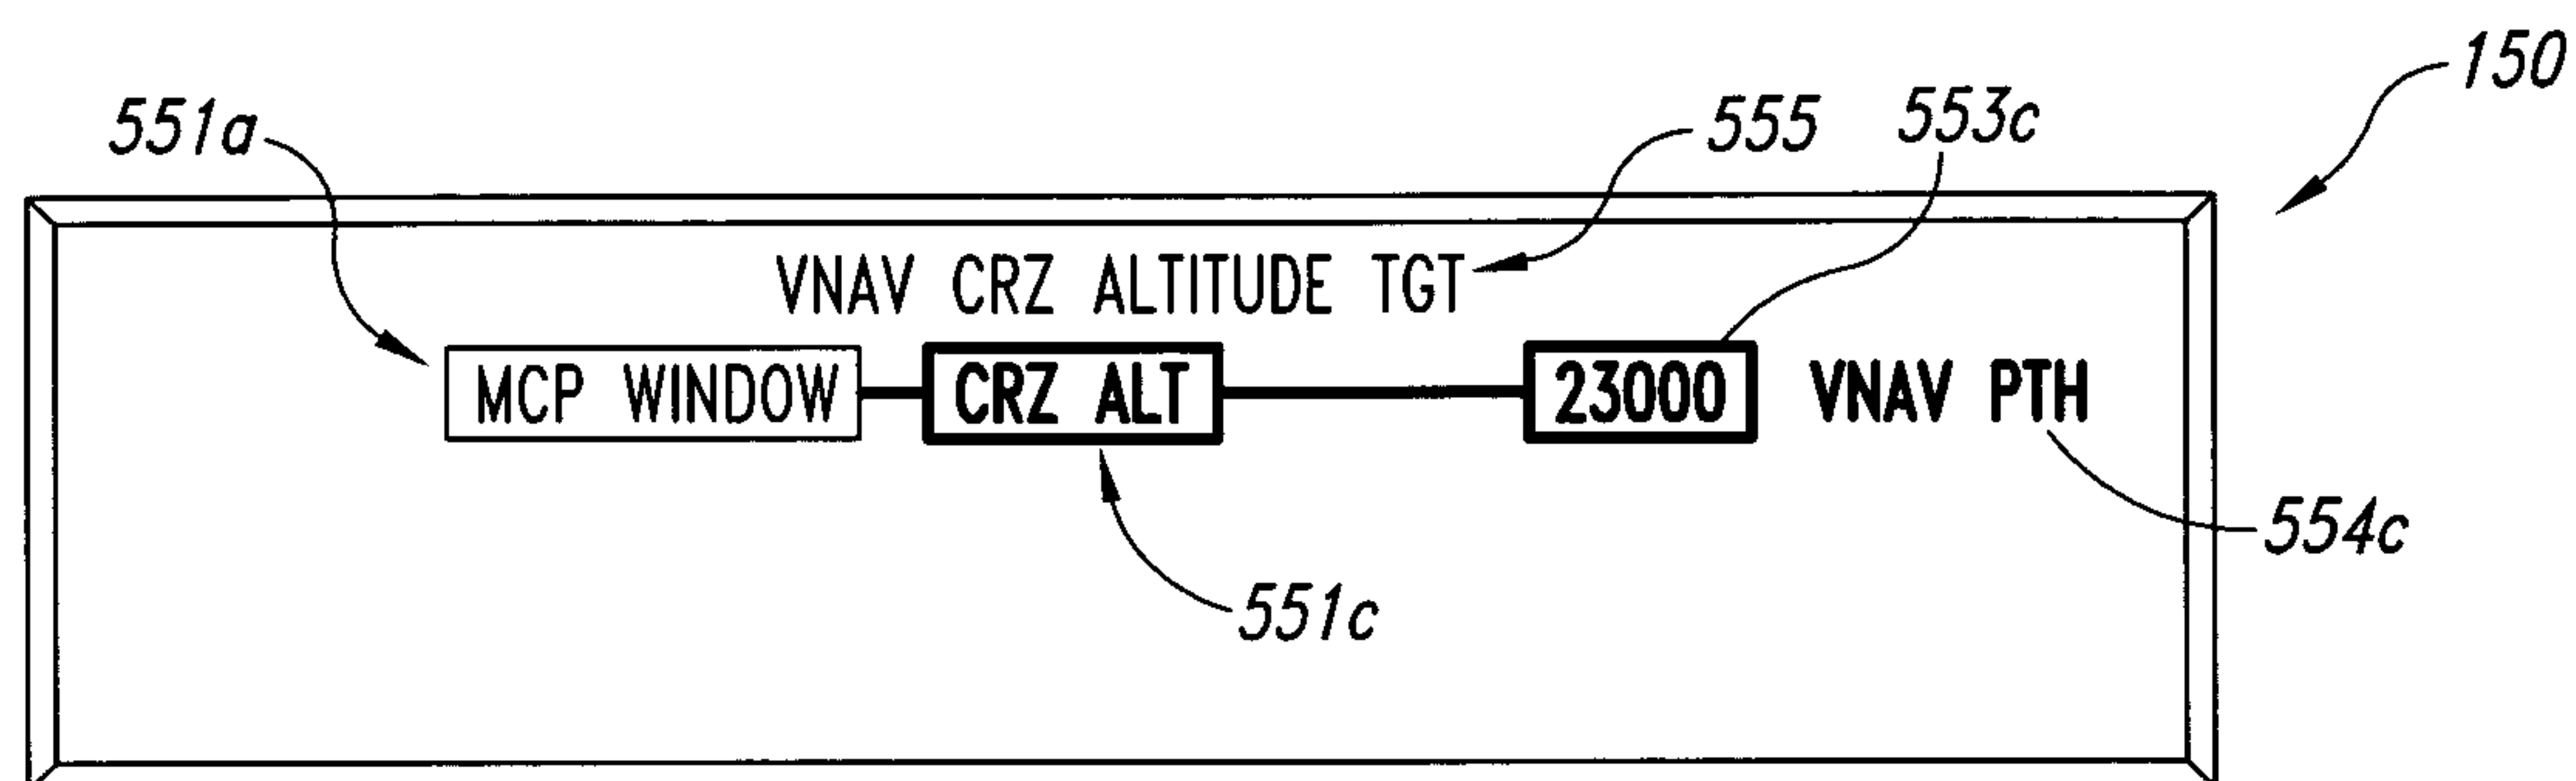 150
551a 555 553c
VNAV CRZ ALTITUDE TGT
MCP WINDOW CRZ ALT 23000 VNAV PTH
554c
551c